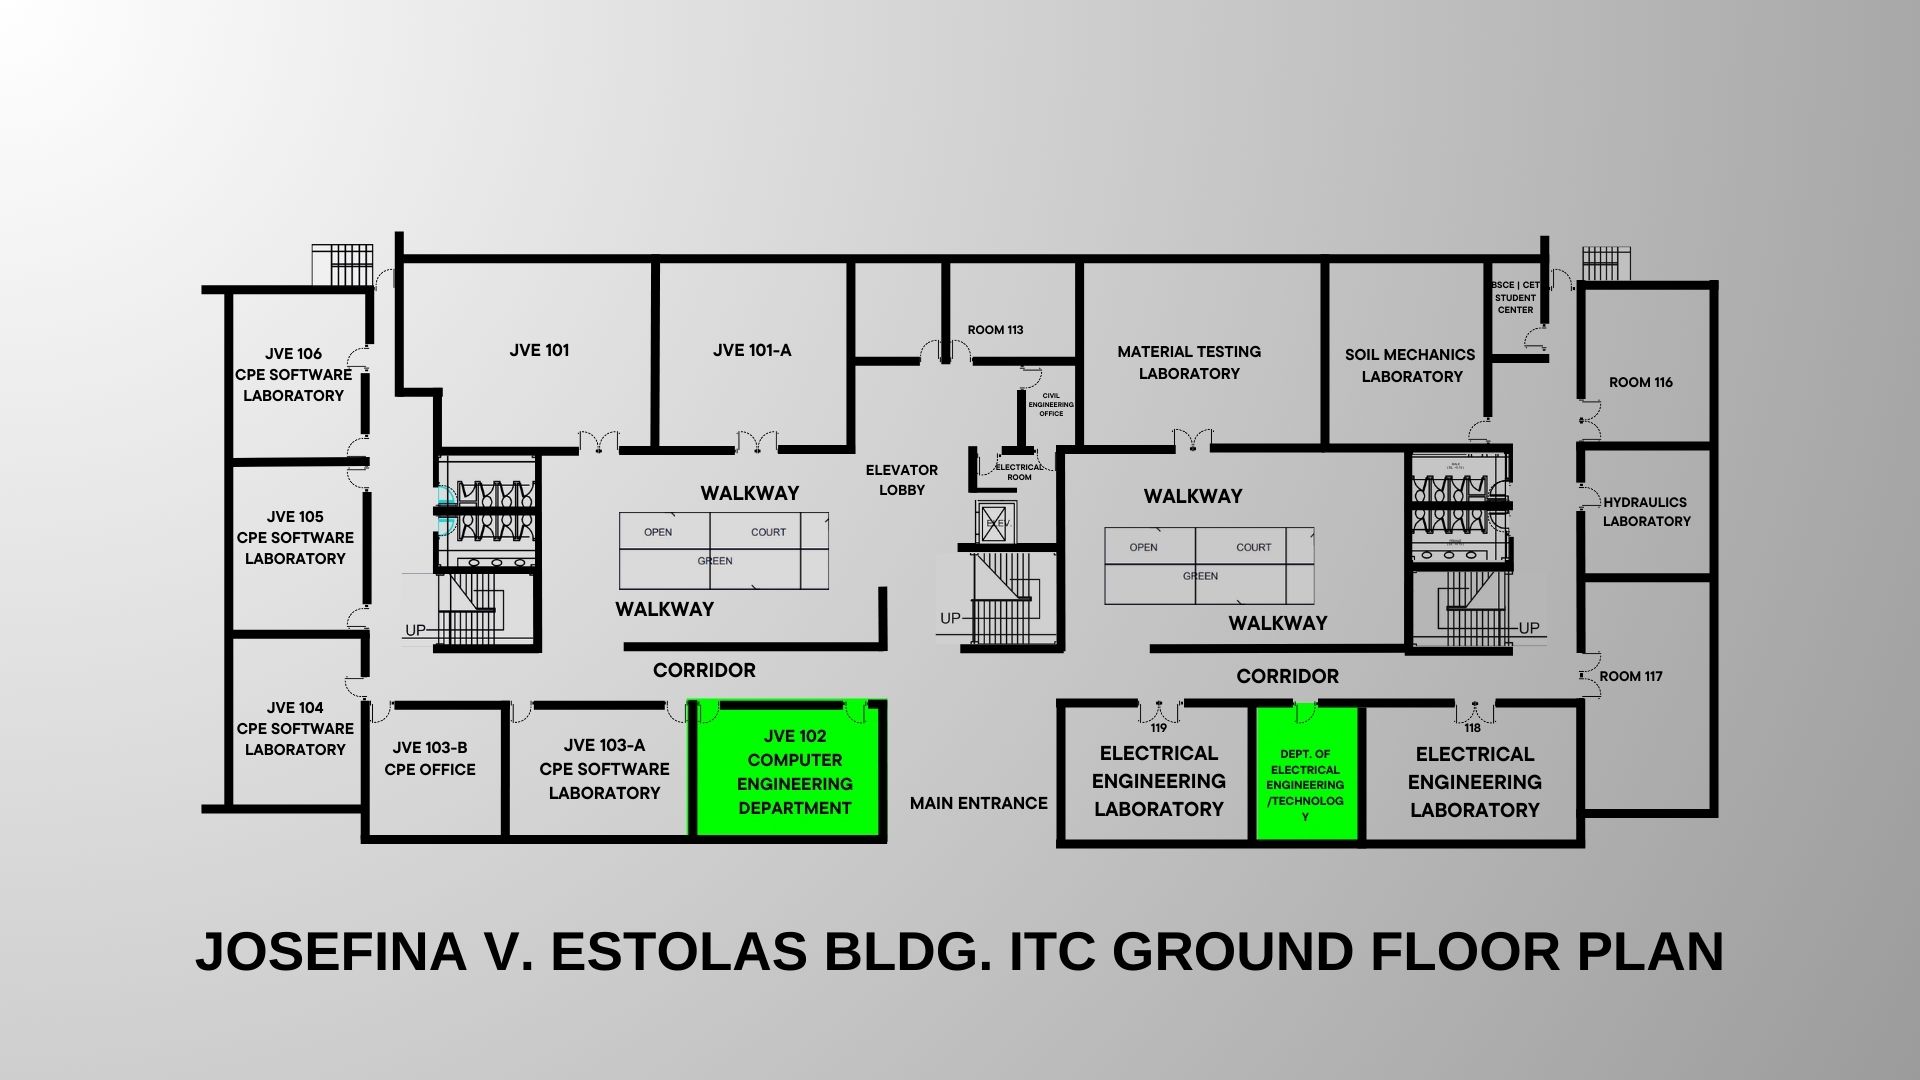 JVE 106
CPE SOFTWARE
LABORATORY
JVE 101
JVE 101-A
ROOM 113
CIVIL
ENGINEERING
OFFICE
MATERIAL TESTING
LABORATORY
SOIL MECHANICS
LABORATORY
BSCE | CET
STUDENT
CENTER
ROOM 116
ELEVATOR
LOBBY
ELECTRICAL
ROOM
ELEV.
WALKWAY
OPEN
COURT
GREEN
WALKWAY
WALKWAY
OPEN
COURT
GREEN
WALKWAY
HYDRAULICS
LABORATORY
JVE 105
CPE SOFTWARE
LABORATORY
UP
UP
UP
CORRIDOR
CORRIDOR
ROOM 117
JVE 104
CPE SOFTWARE
LABORATORY
JVE 103-B
CPE OFFICE
JVE 103-A
CPE SOFTWARE
LABORATORY
JVE 102
COMPUTER
ENGINEERING
DEPARTMENT
MAIN ENTRANCE
119
ELECTRICAL
ENGINEERING
LABORATORY
DEPT. OF
ELECTRICAL
ENGINEERING
/TECHNOLOG
Y
118
ELECTRICAL
ENGINEERING
LABORATORY
JOSEFINA V. ESTOLAS BLDG. ITC GROUND FLOOR PLAN